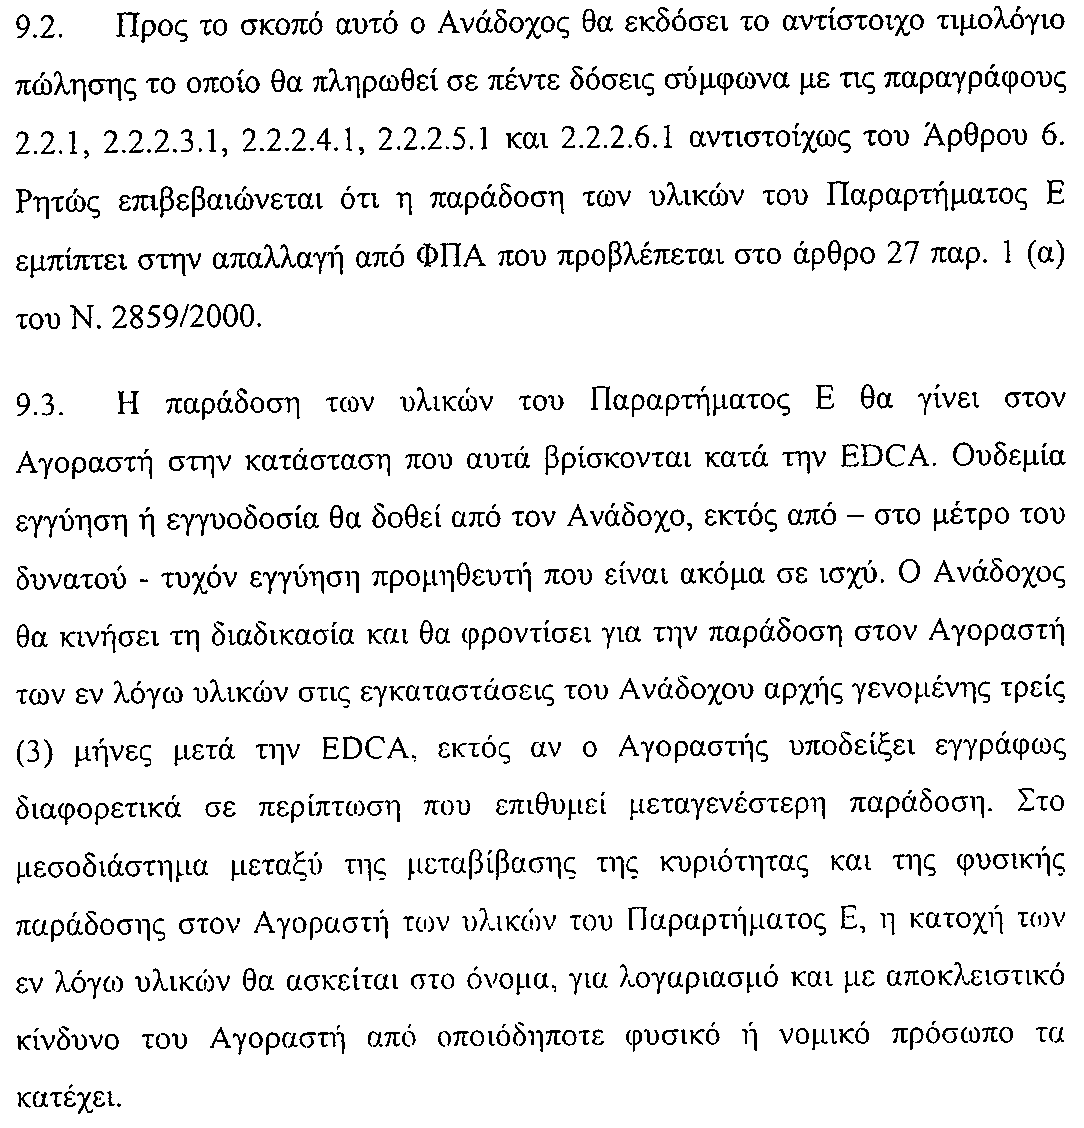 9.2. Προς το σκοπό αυτό ο Ανάδοχος θα εκδόσει το αντίστοιχο τιμολόγιο
πώλησης το οποίο θα πληρωθεί σε πέντε δόσεις σύμφωνα με τις παραγράφους
2.2.1, 2.2.2.3.1, 2.2.2.4.1, 2.2.2.5.1 και 2.2.2.6.1 αντιστοίχως του Άρθρου 6.
Ρητώς επιβεβαιώνεται ότι η παράδοση των υλικών του Παραρτήματος Ε
εμπίπτει στην απαλλαγή από ΦΠΑ που προβλέπεται στο άρθρο 27 παρ. 1 (α)
του Ν. 2859/2000.
9.3. Η παράδοση των υλικών του Παραρτήματος Ε θα γίνει στον
Αγοραστή στην κατάσταση που αυτά βρίσκονται κατά την EDCA. Ουδεμία
εγγύηση ή εγγυοδοσία θα δοθεί από τον Ανάδοχο, εκτός από – στο μέτρο του
δυνατού - τυχόν εγγύηση προμηθευτή που είναι ακόμα σε ισχύ. Ο Ανάδοχος
θα κινήσει τη διαδικασία και θα φροντίσει για την παράδοση στον Αγοραστή
των εν λόγω υλικών στις εγκαταστάσεις του Ανάδοχου αρχής γενομένης τρείς
(3) μήνες μετά την EDCA, εκτός αν ο Αγοραστής υποδείξει εγγράφως
διαφορετικά σε περίπτωση που επιθυμεί μεταγενέστερη παράδοση. Στο
μεσοδιάστημα μεταξύ της μεταβίβασης της κυριότητας και της φυσικής
παράδοσης στον Αγοραστή των υλικών του Παραρτήματος Ε, η κατοχή των
εν λόγω υλικών θα ασκείται στο όνομα, για λογαριασμό και με αποκλειστικό
κίνδυνο του Αγοραστή από οποιόδηποτε φυσικό ή νομικό πρόσωπο τα
κατέχει.